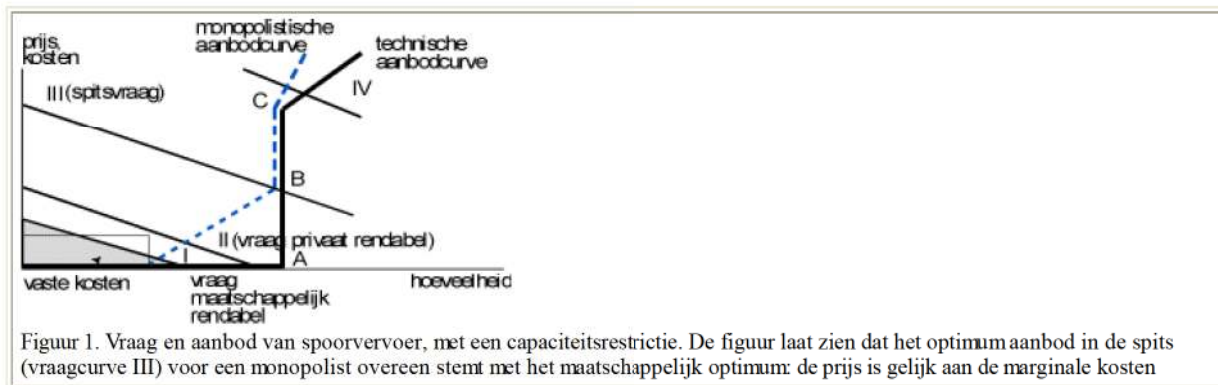 monopolistische
aanbodcurve
technische
aanbodcurve
prijs,
kosten
III (spitsvraag)
C
IV
B
II (vraag privaat rendabel)
I
A
vaste kosten
vraag
maatschappelijk
rendabel
hoeveelheid
Figuur 1. Vraag en aanbod van spoorvervoer, met een capaciteitsrestrictie. De figuur laat zien dat het optimum aanbod in de spits
(vraagcurve III) voor een monopolist overeen stemt met het maatschappelijk optimum: de prijs is gelijk aan de marginale kosten